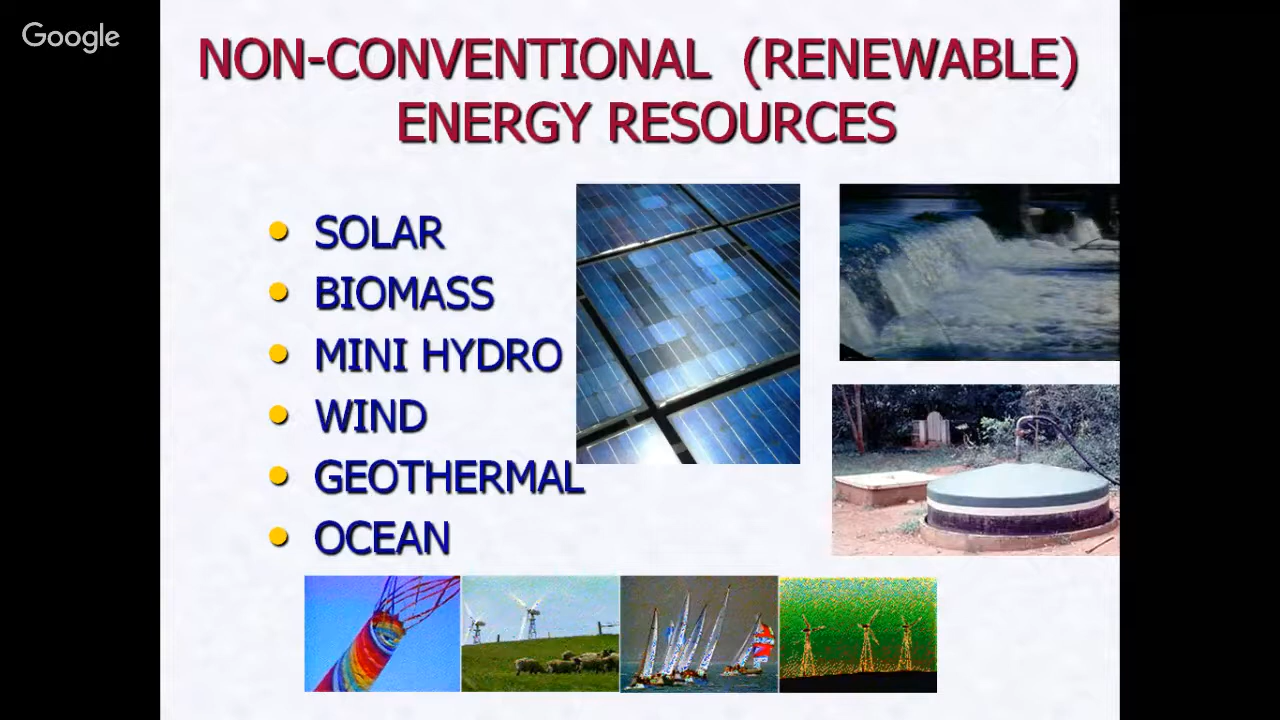 Google
NON-CONVENTIONAL (RENEWABLE)
ENERGY RESOURCES
SOLAR
BIOMASS
MINI HYDRO
WIND
GEOTHERMAL
OCEAN